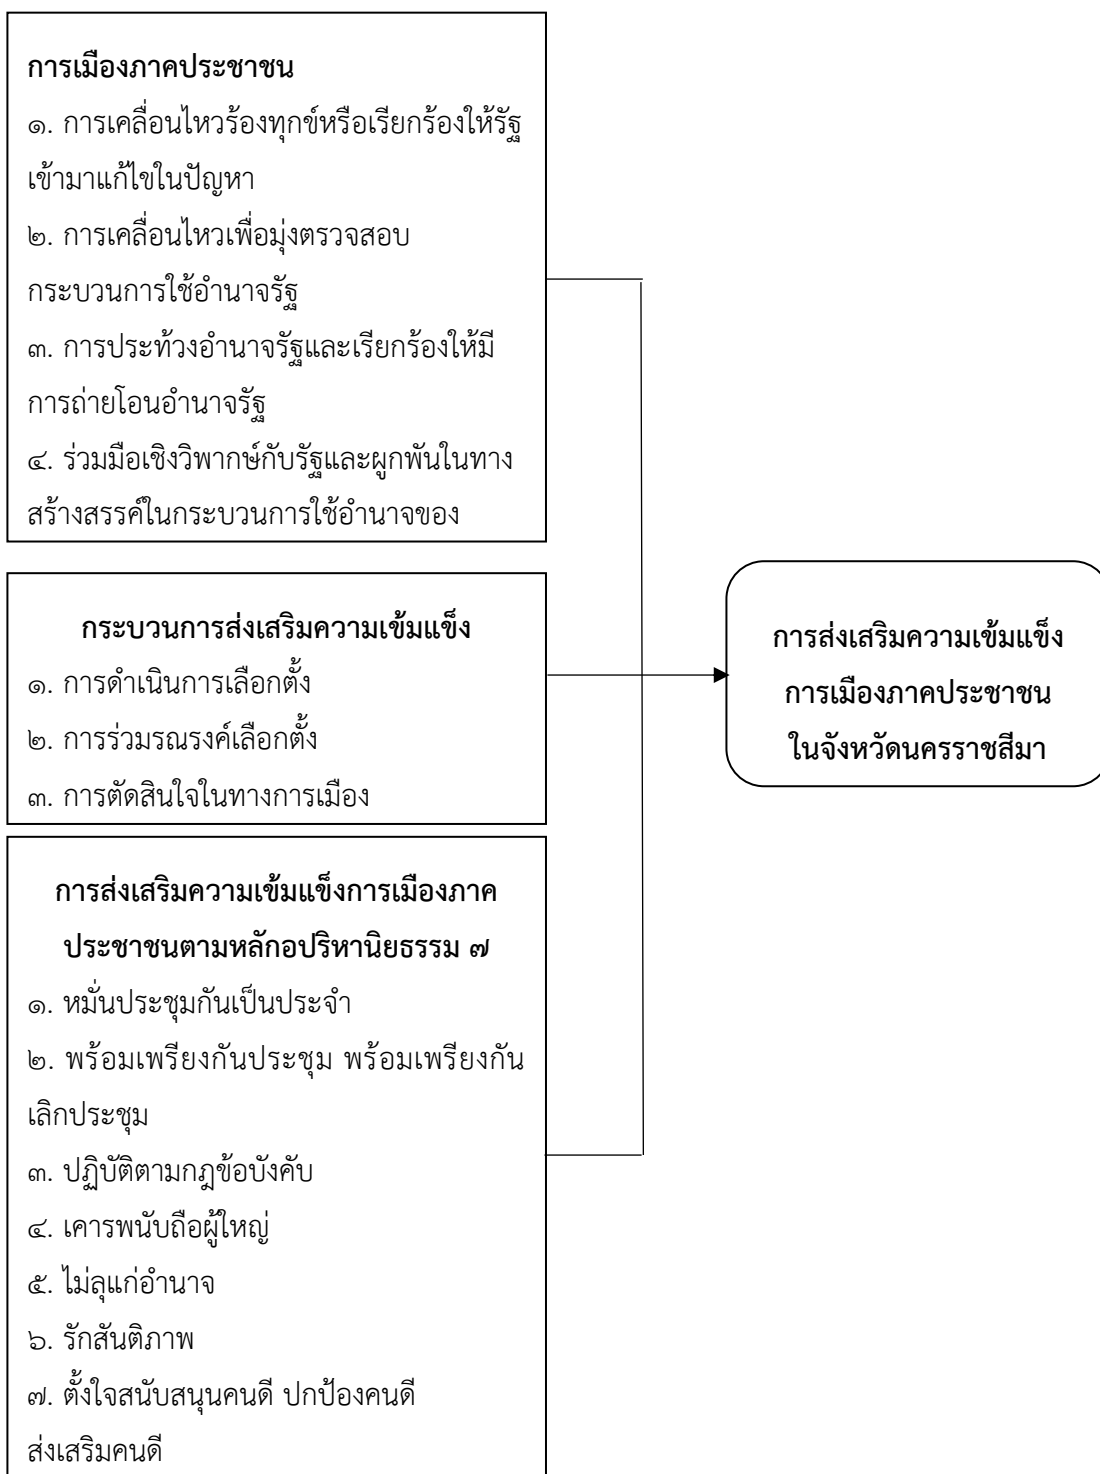 การเมืองภาคประชาชน
๑. การเคลื่อนไหวร้องทุกข์หรือเรียกร้องให้รัฐ
เข้ามาแก้ไขในปัญหา
๒. การเคลื่อนไหวเพื่อมุ่งตรวจสอบ
กระบวนการใช้อำนาจรัฐ
๓. การประท้วงอำนาจรัฐและเรียกร้องให้มี
การถ่ายโอนอำนาจรัฐ
๔. ร่วมมือเชิงวิพากษ์กับรัฐและผูกพันในทาง
สร้างสรรค์ในกระบวนการใช้อำนาจของ
กระบวนการส่งเสริมความเข้มแข็ง
๑. การดำเนินการเลือกตั้ง
๒. การร่วมรณรงค์เลือกตั้ง
๓. การตัดสินใจในทางการเมือง
การส่งเสริมความเข้มแข็งการเมืองภาค
ประชาชนตามหลักอปริหานิยธรรม ๗
๑. หมั่นประชุมกันเป็นประจำ
๒. พร้อมเพรียงกันประชุม พร้อมเพรียงกัน
เลิกประชุม
๓. ปฏิบัติตามกฎข้อบังคับ
๔. เคารพนับถือผู้ใหญ่
๕. ไม่ลุแก่อำนาจ
๖. รักสันติภาพ
๗. ตั้งใจสนับสนุนคนดี ปกป้องคนดี
ส่งเสริมคนดี
การส่งเสริมความเข้มแข็ง
การเมืองภาคประชาชน
ในจังหวัดนครราชสีมา